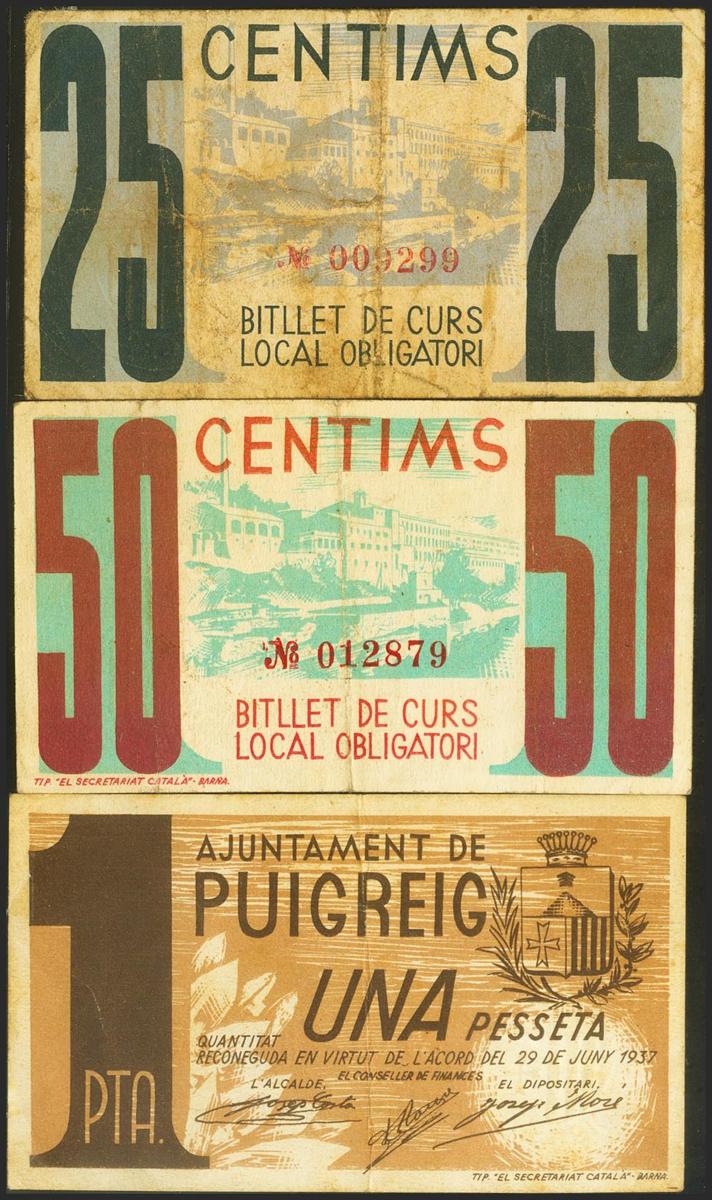 25 CENTIMS 25
Nº 009299
BITLLET DE CURS
LOCAL OBLIGATORI
50 CENTIMS 50
Nº 012879
BITLLET DE CURS
LOCAL OBLIGATORI
TIP. "EL SECRETARIAT CATALÀ" - BARNA.
1 PTA.
AJUNTAMENT DE
PUIGREIG
UNA PESSETA
QUANTITAT
RECONEGUDA EN VIRTUT DE L'ACORD DEL 29 DE JUNY 1937
L'ALCALDE, EL CONSELLER DE FINANCES EL DIPOSITARI,
Josep Costa
TIP. "EL SECRETARIAT CATALÀ" - BARNA.